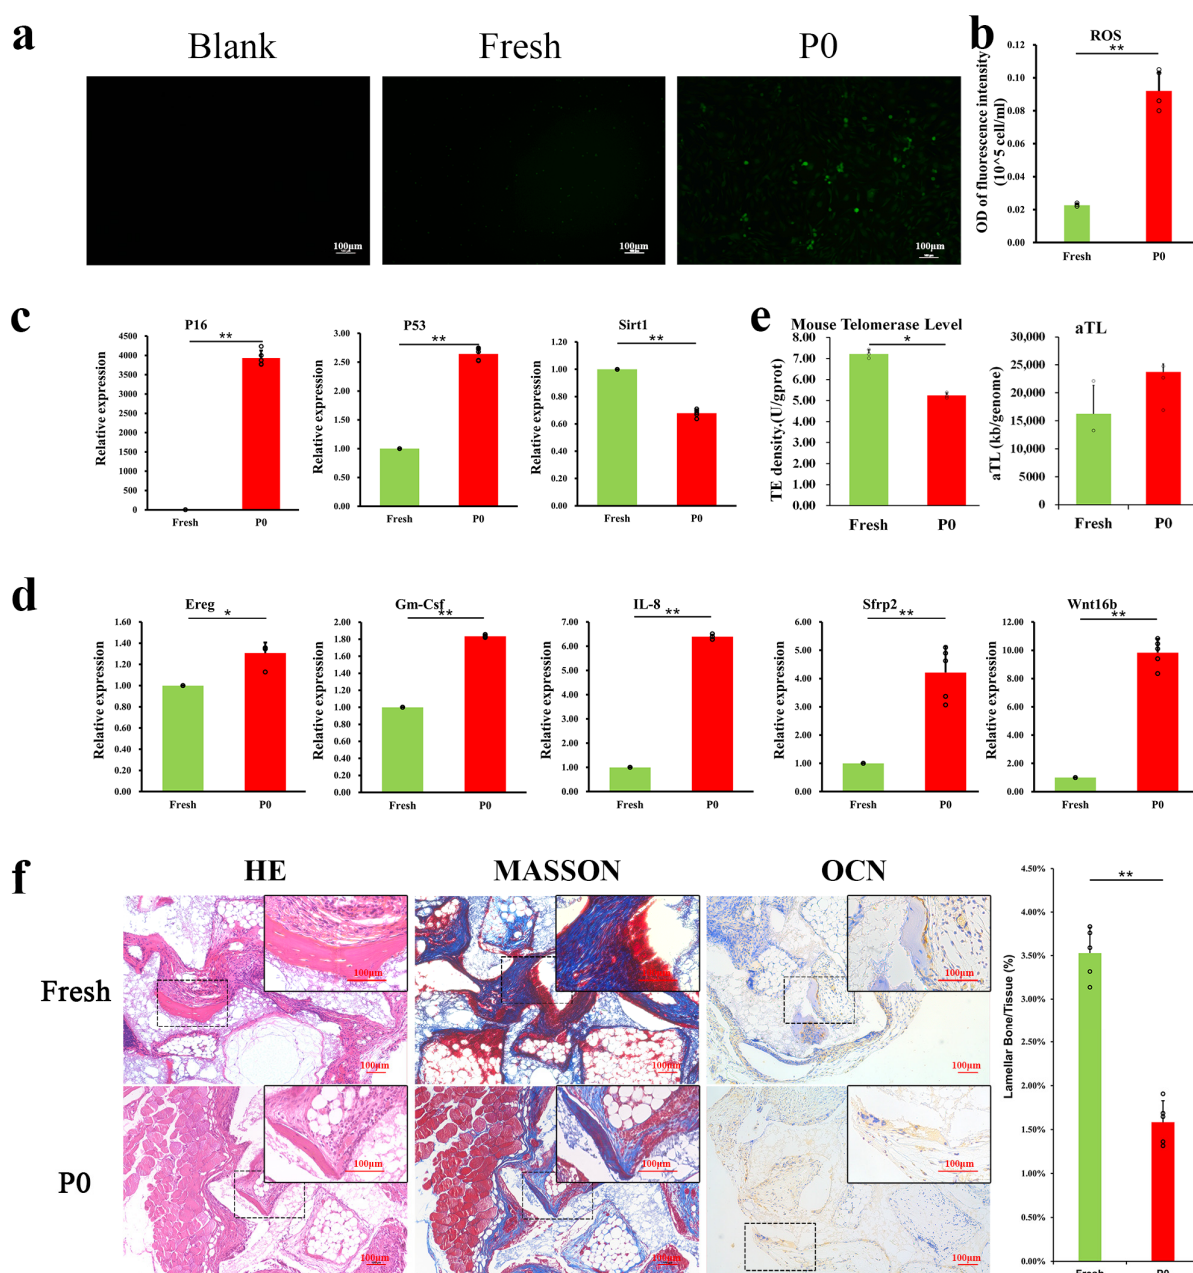 a
Blank
Fresh
P0
100μm
100μm
100μm
b
ROS
**
OD of fluorescence intensity
(10^5 cell/ml)
0.12
0.10
0.08
0.06
0.04
0.02
0.00
Fresh
P0
c
P16
**
Relative expression
4500
4000
3500
3000
2500
2000
1500
1000
500
0
Fresh
P0
P53
**
Relative expression
3.00
2.50
2.00
1.50
1.00
0.50
0.00
Fresh
P0
Sirt1
**
Relative expression
1.20
1.00
0.80
0.60
0.40
0.20
0.00
Fresh
P0
e
Mouse Telomerase Level
*
TE density.(U/gprot)
8.00
7.00
6.00
5.00
4.00
3.00
2.00
1.00
0.00
Fresh
P0
aTL
aTL (kb/genome)
30,000
25,000
20,000
15,000
10,000
5000
0
Fresh
P0
d
Ereg
*
Relative expression
1.60
1.40
1.20
1.00
0.80
0.60
0.40
0.20
0.00
Fresh
P0
Gm-Csf
**
Relative expression
2.00
1.80
1.60
1.40
1.20
1.00
0.80
0.60
0.40
0.20
0.00
Fresh
P0
IL-8
**
Relative expression
7.00
6.00
5.00
4.00
3.00
2.00
1.00
0.00
Fresh
P0
Sfrp2
**
Relative expression
6.00
5.00
4.00
3.00
2.00
1.00
0.00
Fresh
P0
Wnt16b
**
Relative expression
12.00
10.00
8.00
6.00
4.00
2.00
0.00
Fresh
P0
f
HE
MASSON
OCN
Fresh
100μm
100μm
100μm
100μm
100μm
100μm
P0
100μm
100μm
100μm
100μm
100μm
100μm
**
Lamellar Bone/Tissue (%)
4.50%
4.00%
3.50%
3.00%
2.50%
2.00%
1.50%
1.00%
0.50%
0.00%
Fresh
P0